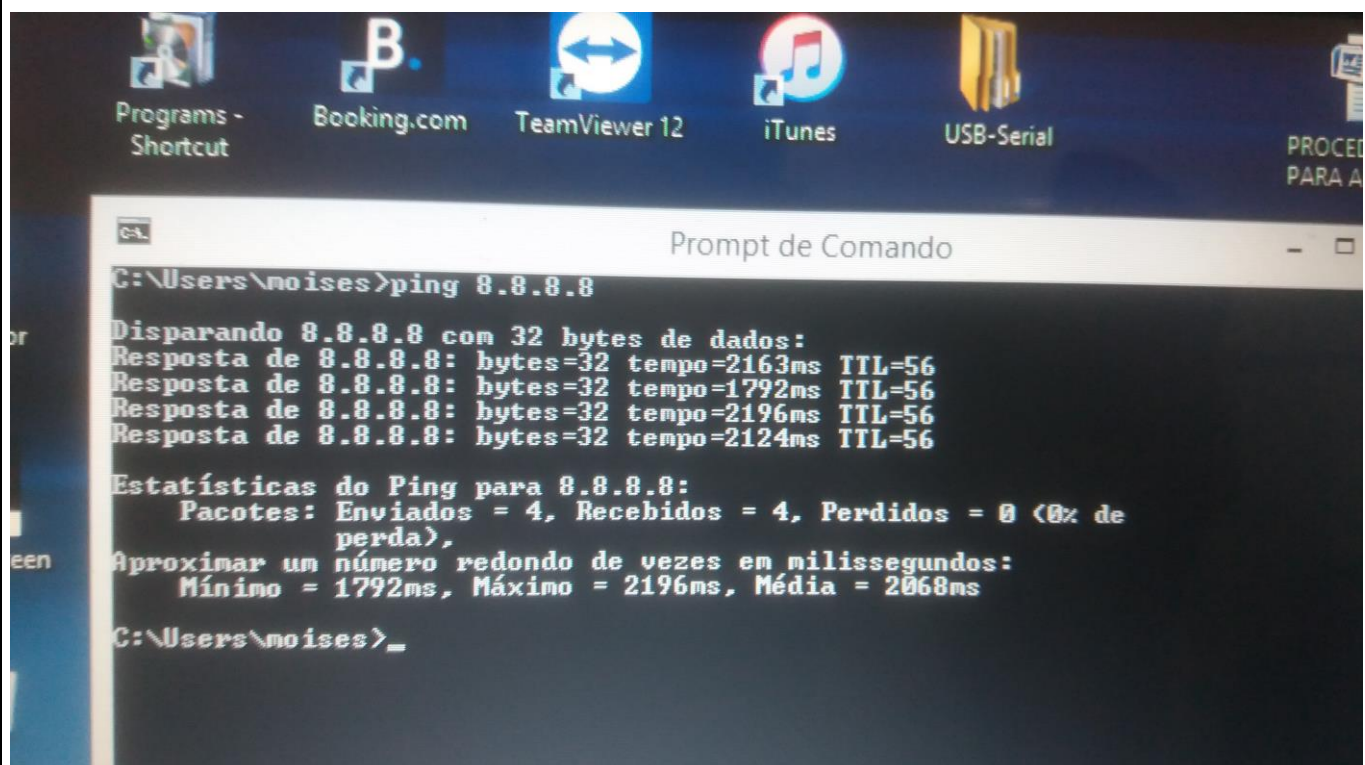 B.
Programs -
Shortcut
Booking.com
TeamViewer 12
iTunes
USB-Serial
PROCED
PARA A
C:\.
Prompt de Comando
C:\Users\moises>ping 8.8.8.8
Disparando 8.8.8.8 com 32 bytes de dados:
Resposta de 8.8.8.8: bytes=32 tempo=2163ms TTL=56
Resposta de 8.8.8.8: bytes=32 tempo=1792ms TTL=56
Resposta de 8.8.8.8: bytes=32 tempo=2196ms TTL=56
Resposta de 8.8.8.8: bytes=32 tempo=2124ms TTL=56
Estatísticas do Ping para 8.8.8.8:
Pacotes: Enviados = 4, Recebidos = 4, Perdidos = 0 (0% de
perda),
Aproximar um número redondo de vezes em milissegundos:
Mínimo = 1792ms, Máximo = 2196ms, Média = 2068ms
C:\Users\moises>_
or
een